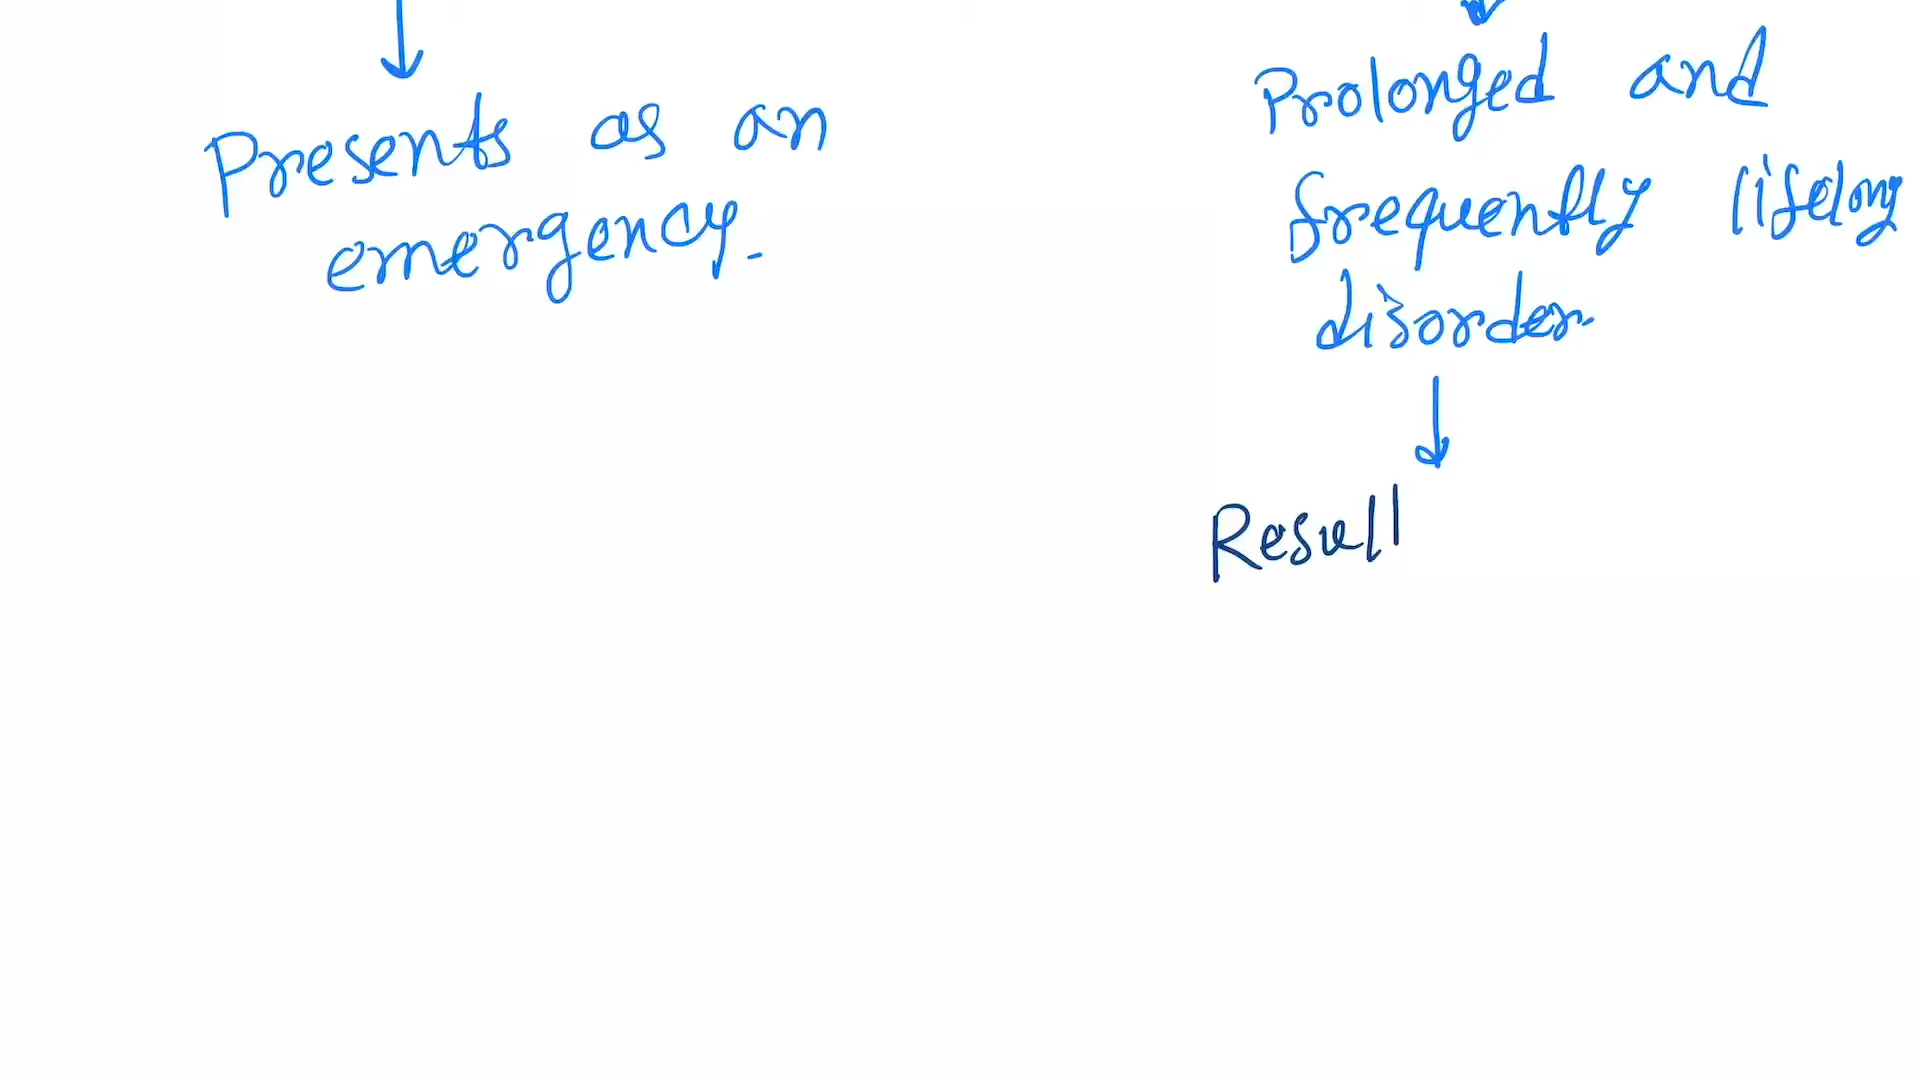 Presents as an
emergency.
Prolonged and
frequently lifelong
disorder.
Resull